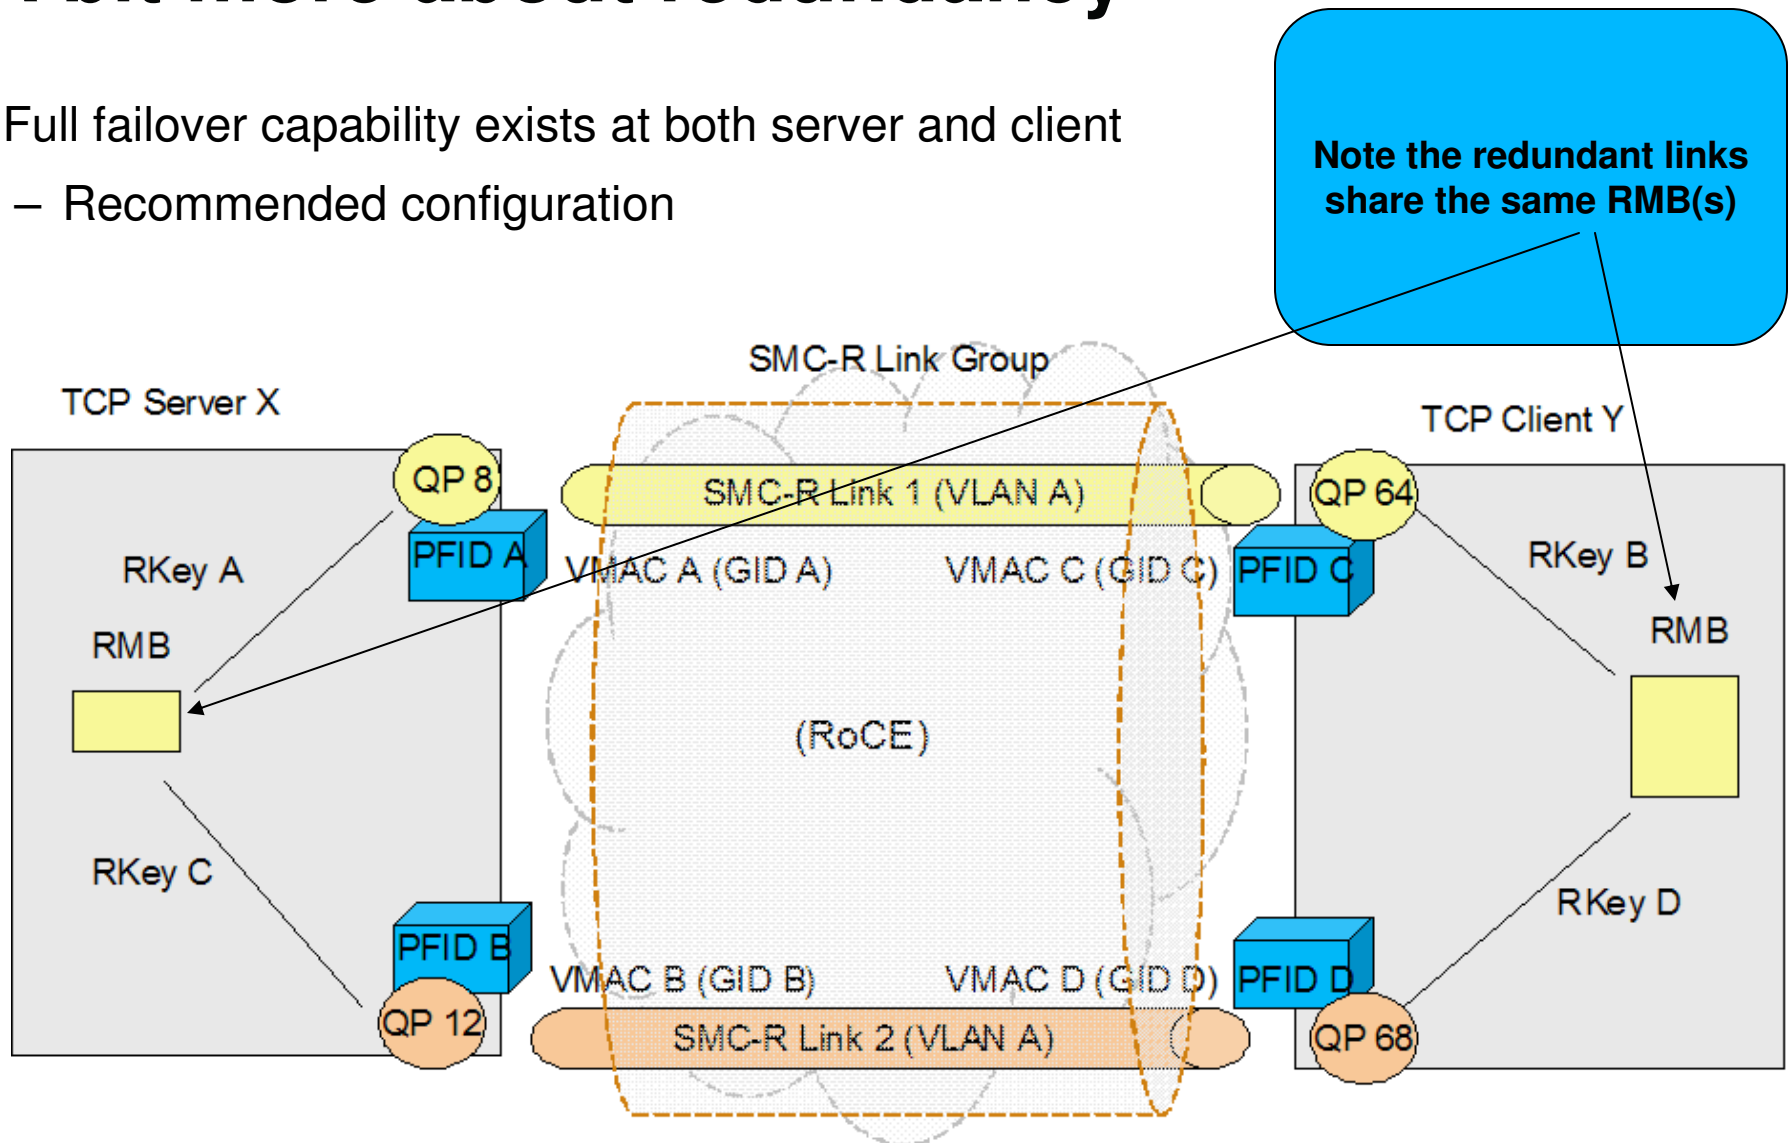 more about redundancy
Full failover capability exists at both server and client
– Recommended configuration
Note the redundant links
share the same RMB(s)
SMC-R Link Group
TCP Server X
TCP Client Y
QP 8
SMC-R Link 1 (VLAN A)
QP 64
PFID A
VMAC A (GID A)
VMAC C (GID C)
PFID C
RKey A
RKey B
RMB
RMB
(RoCE)
RKey C
RKey D
PFID B
VMAC B (GID B)
VMAC D (GID D)
PFID D
QP 12
SMC-R Link 2 (VLAN A)
QP 68